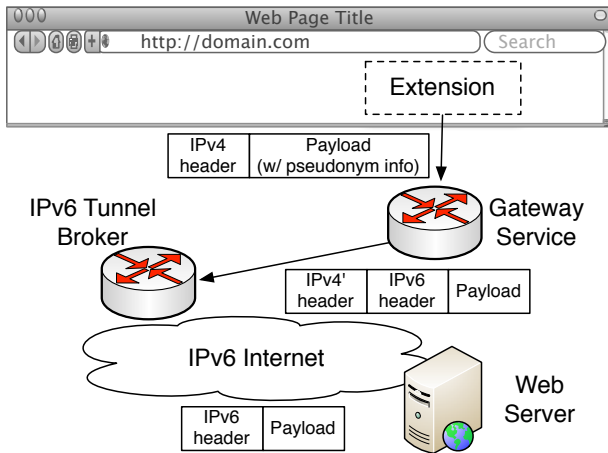 Web Page Title
http://domain.com
Search
Extension
IPv4
header
Payload
(w/ pseudonym info)
IPv6 Tunnel
Broker
Gateway
Service
IPv4'
header
IPv6
header
Payload
IPv6 Internet
Web
Server
IPv6
header
Payload